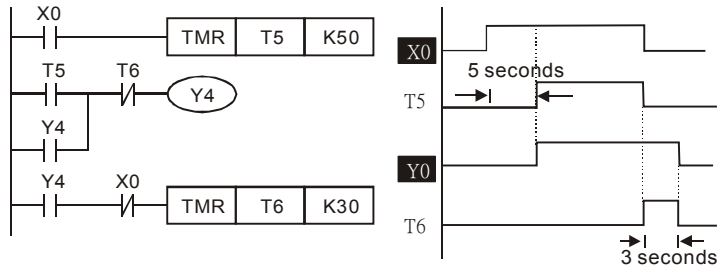 X0
TMR T5 K50
T5 T6
Y4
Y4
Y4 X0
TMR T6 K30
X0
5 seconds
T5
Y0
T6
3 seconds